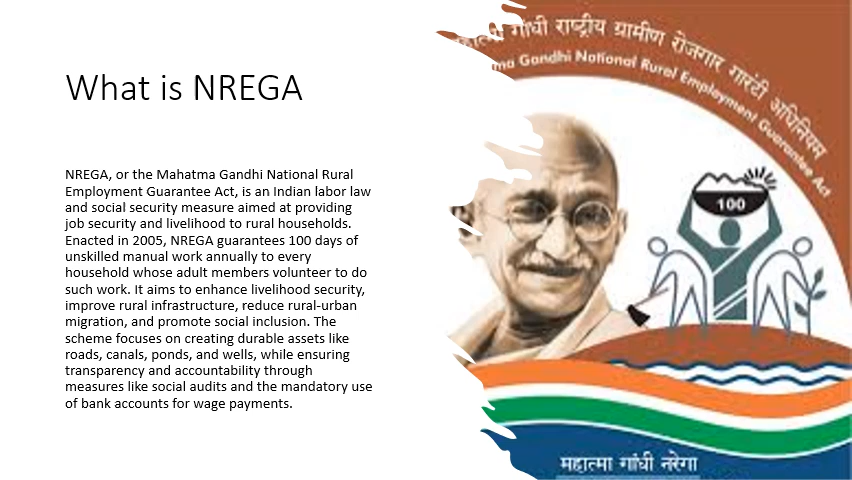 What is NREGA
NREGA, or the Mahatma Gandhi National Rural
Employment Guarantee Act, is an Indian labor law
and social security measure aimed at providing
job security and livelihood to rural households.
Enacted in 2005, NREGA guarantees 100 days of
unskilled manual work annually to every
household whose adult members volunteer to do
such work. It aims to enhance livelihood security,
improve rural infrastructure, reduce rural-urban
migration, and promote social inclusion. The
scheme focuses on creating durable assets like
roads, canals, ponds, and wells, while ensuring
transparency and accountability through
measures like social audits and the mandatory use
of bank accounts for wage payments.
गांधी राष्ट्रीय ग्रामीण रोजगार गारंटी अधिनियम
Gandhi National Rural Employment Guarantee Act
100
महात्मा गांधी नरेगा